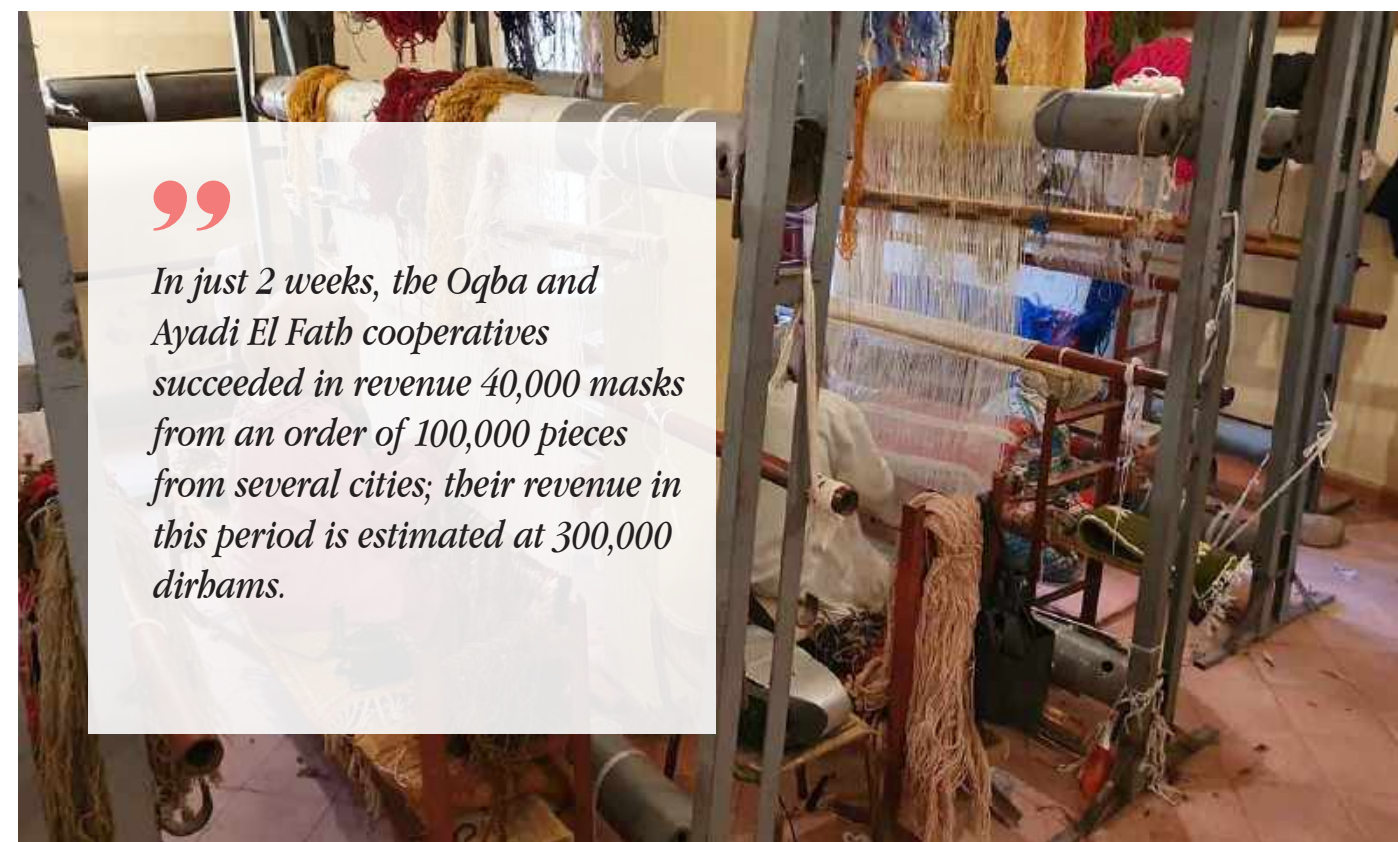 ”
In just 2 weeks, the Oqba and
Ayadi El Fath cooperatives
succeeded in revenue 40,000 masks
from an order of 100,000 pieces
from several cities; their revenue in
this period is estimated at 300,000
dirhams.